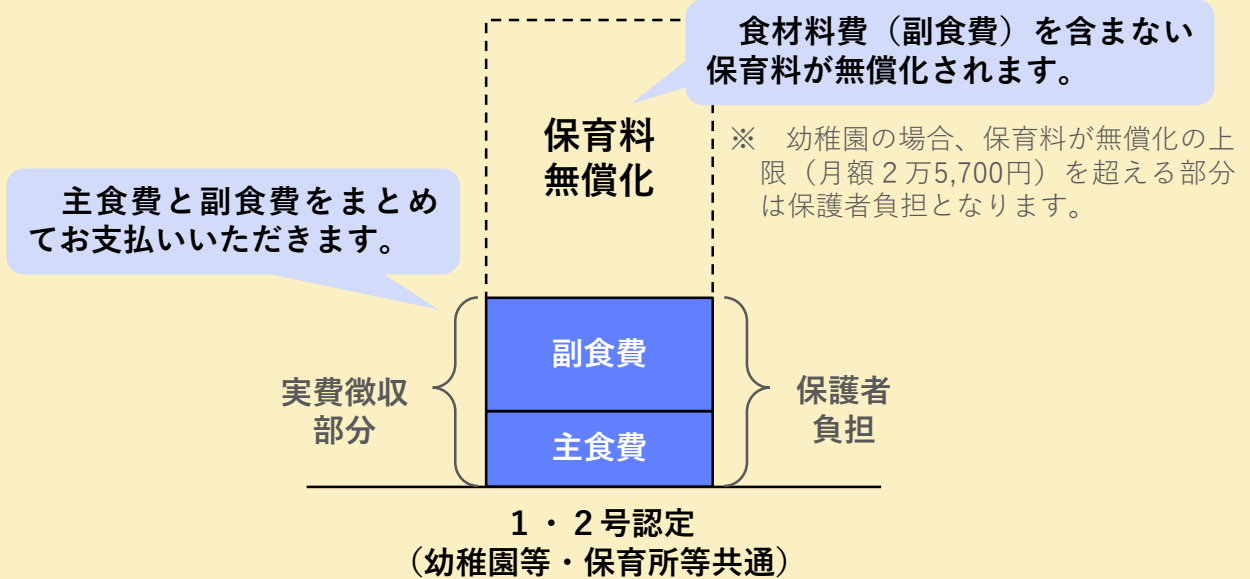 食材料費（副食費）を含まない
保育料が無償化されます。
保育料
無償化
※　幼稚園の場合、保育料が無償化の上
限（月額２万5,700円）を超える部分
は保護者負担となります。
主食費と副食費をまとめ
てお支払いいただきます。
副食費
実費徴収
部分
保護者
負担
主食費
１・２号認定
（幼稚園等・保育所等共通）